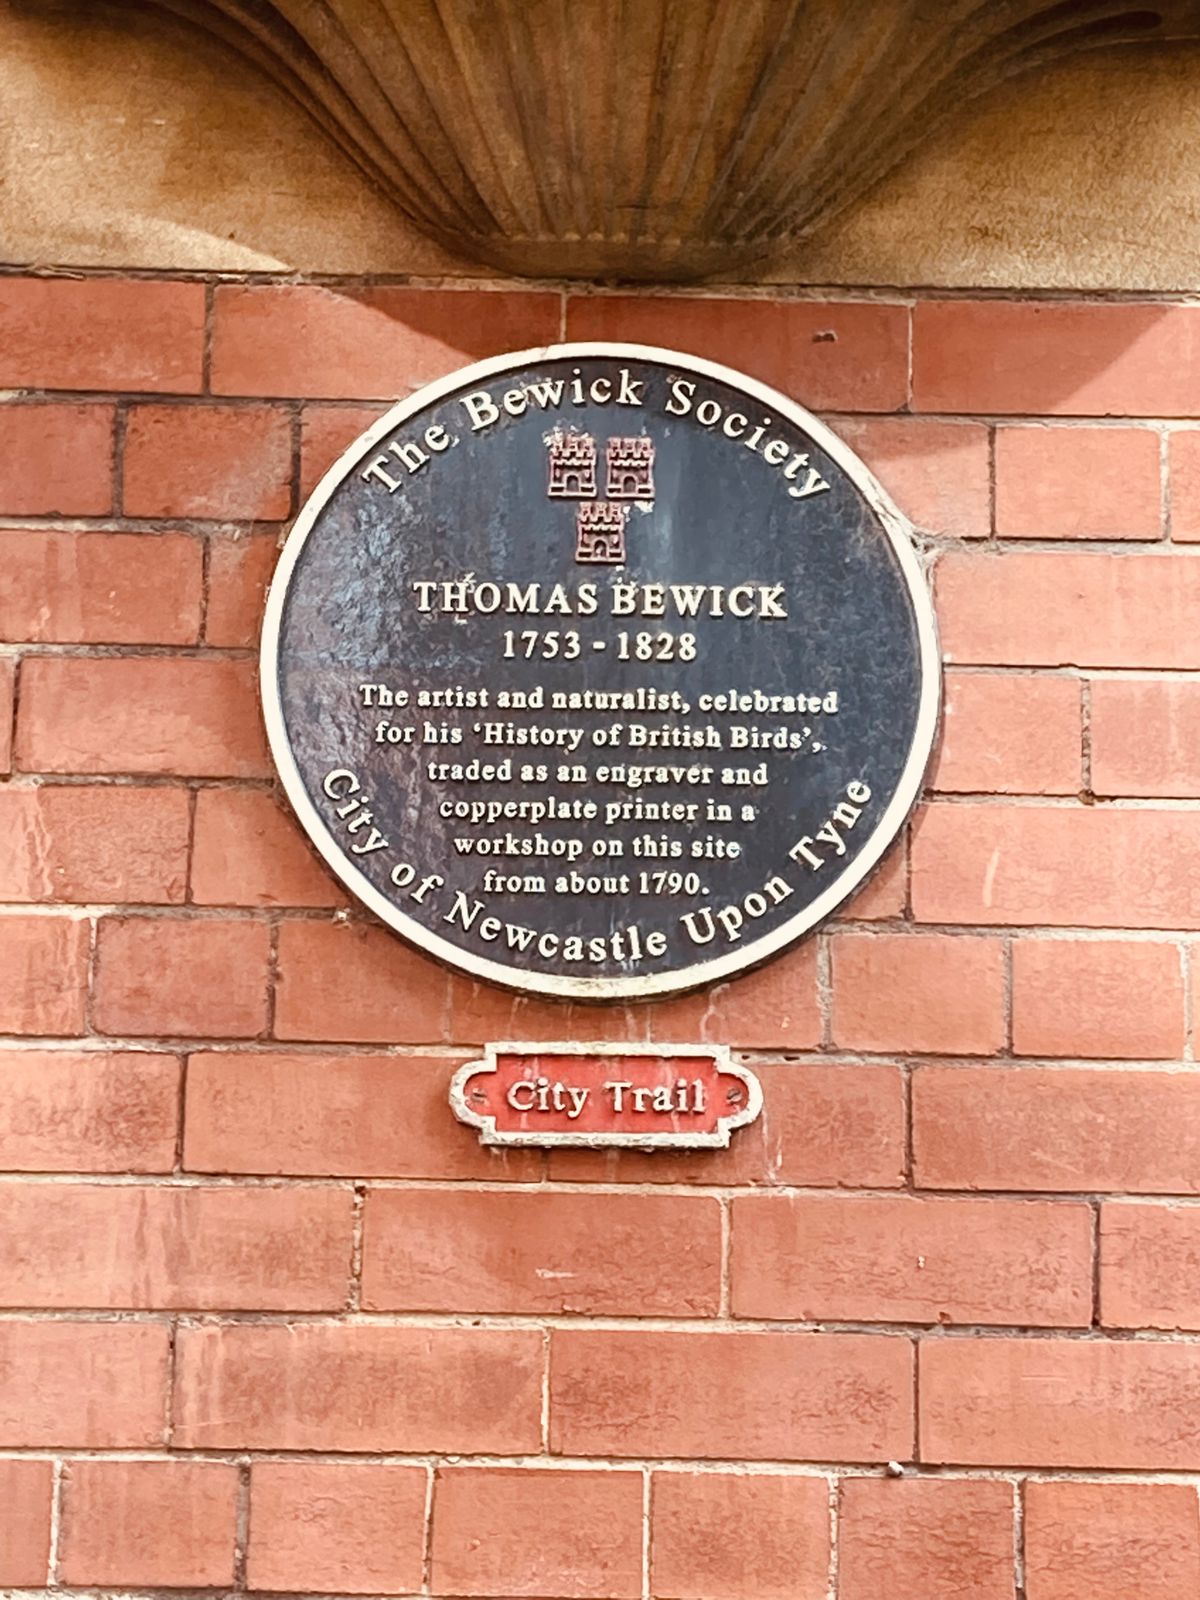 The Bewick Society
THOMAS BEWICK
1753 - 1828
The artist and naturalist, celebrated
for his ‘History of British Birds’,
traded as an engraver and
copperplate printer in a
workshop on this site
from about 1790.
City of Newcastle Upon Tyne
City Trail